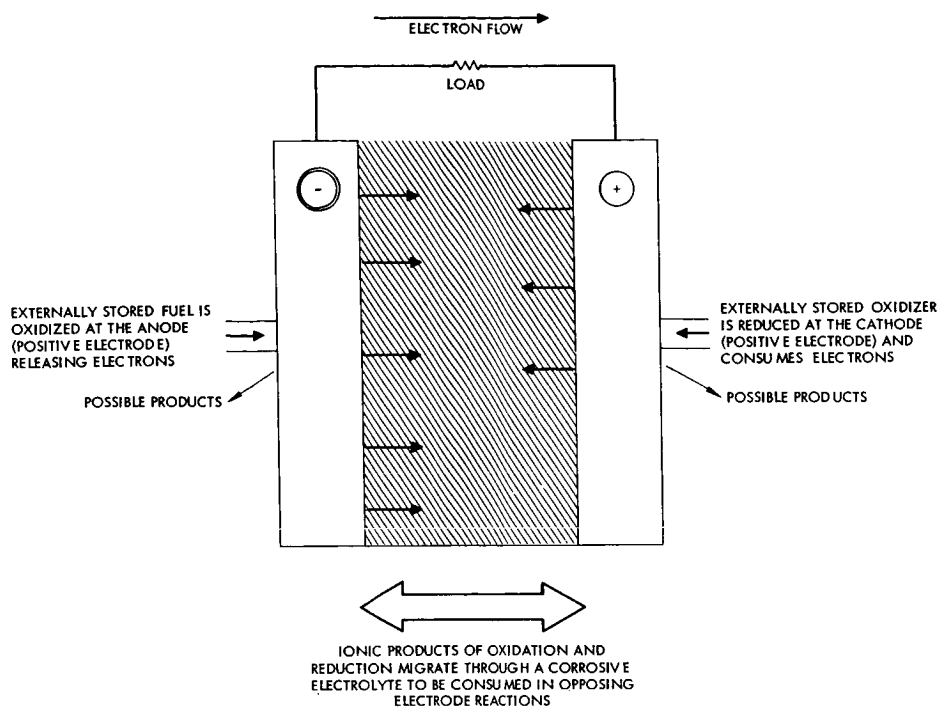 ELECTRON FLOW
LOAD
-
+
EXTERNALLY STORED FUEL IS
OXIDIZED AT THE ANODE
(POSITIVE ELECTRODE)
RELEASING ELECTRONS
EXTERNALLY STORED OXIDIZER
IS REDUCED AT THE CATHODE
(POSITIVE ELECTRODE) AND
CONSUMES ELECTRONS
POSSIBLE PRODUCTS
POSSIBLE PRODUCTS
IONIC PRODUCTS OF OXIDATION AND
REDUCTION MIGRATE THROUGH A CORROSIVE
ELECTROLYTE TO BE CONSUMED IN OPPOSING
ELECTRODE REACTIONS